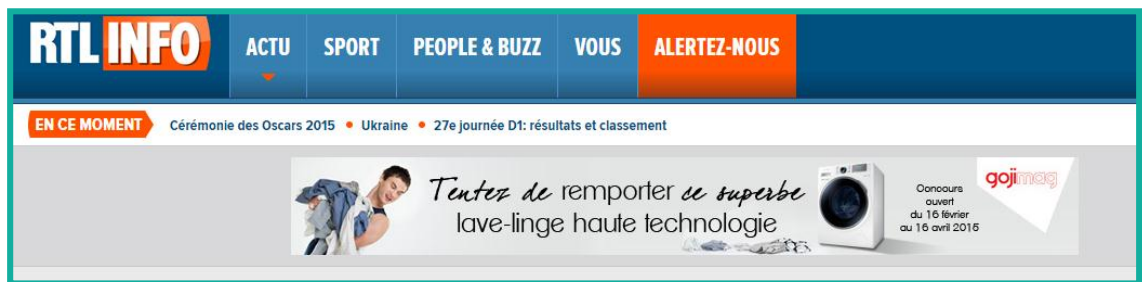 RTL INFO
ACTU
SPORT
PEOPLE & BUZZ
VOUS
ALERTEZ-NOUS
EN CE MOMENT
Cérémonie des Oscars 2015 • Ukraine • 27e journée D1: résultats et classement
Tentez de remporter ce superbe
lave-linge haute technologie
Concours
ouvert
du 16 février
au 16 avril 2015
gojimag